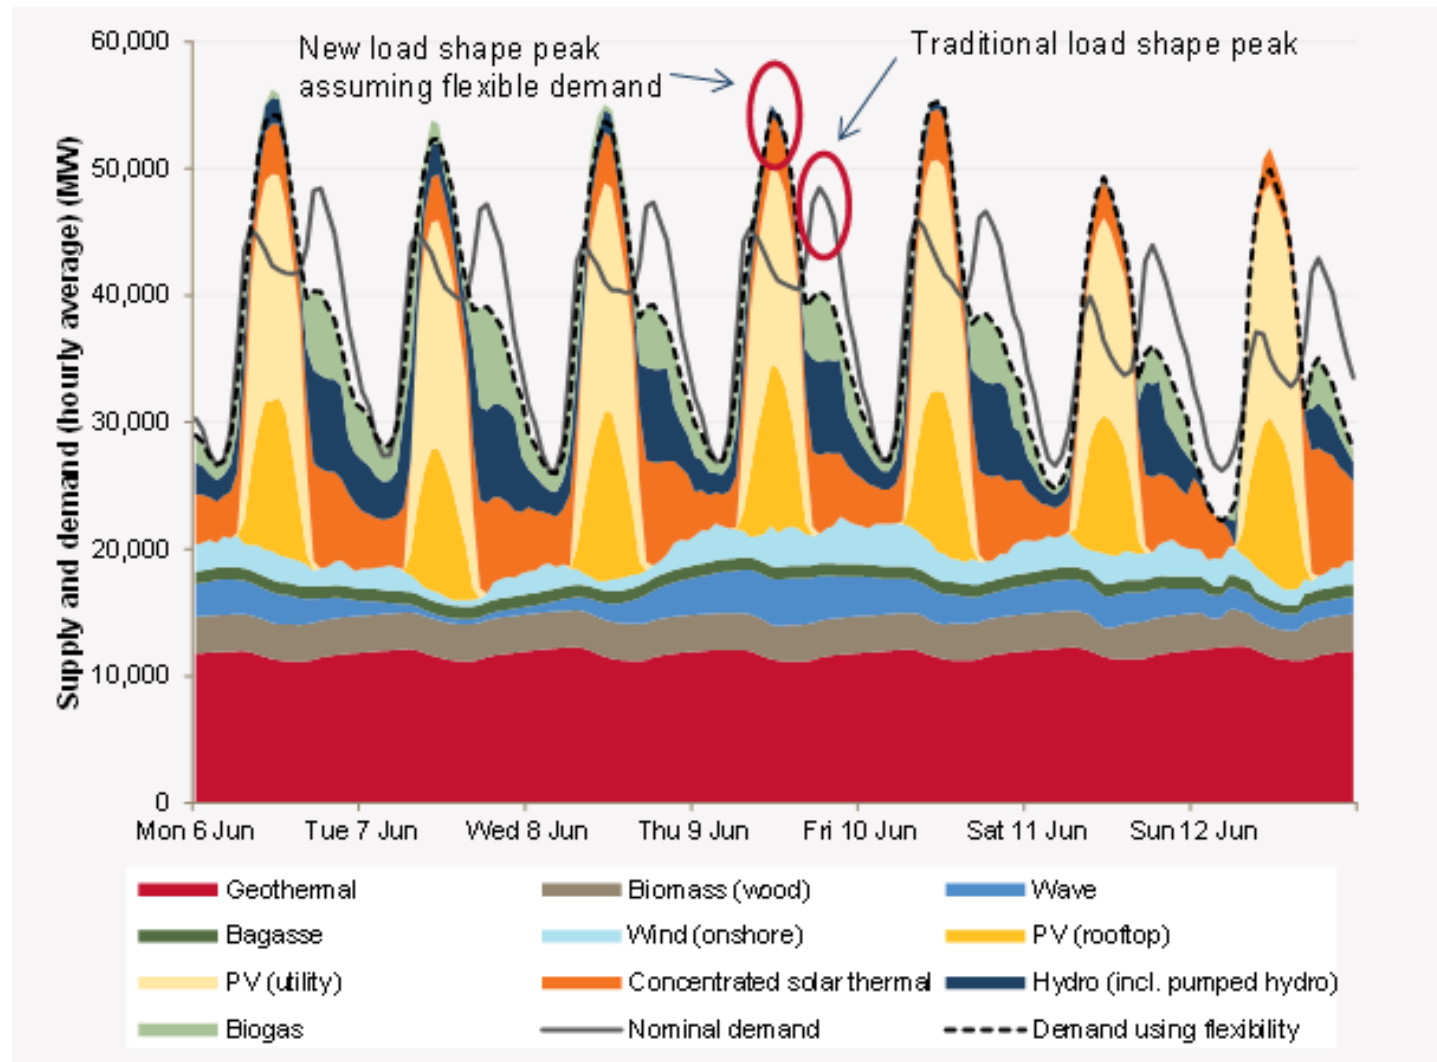 New load shape peak
assuming flexible demand
Traditional load shape peak
Supply and demand (hourly average) (MW)
60,000
50,000
40,000
30,000
20,000
10,000
0
Mon 6 Jun
Tue 7 Jun
Wed 8 Jun
Thu 9 Jun
Fri 10 Jun
Sat 11 Jun
Sun 12 Jun
Geothermal
Biomass (wood)
Wave
Bagasse
Wind (onshore)
PV (rooftop)
PV (utility)
Concentrated solar thermal
Hydro (incl. pumped hydro)
Biogas
Nominal demand
Demand using flexibility